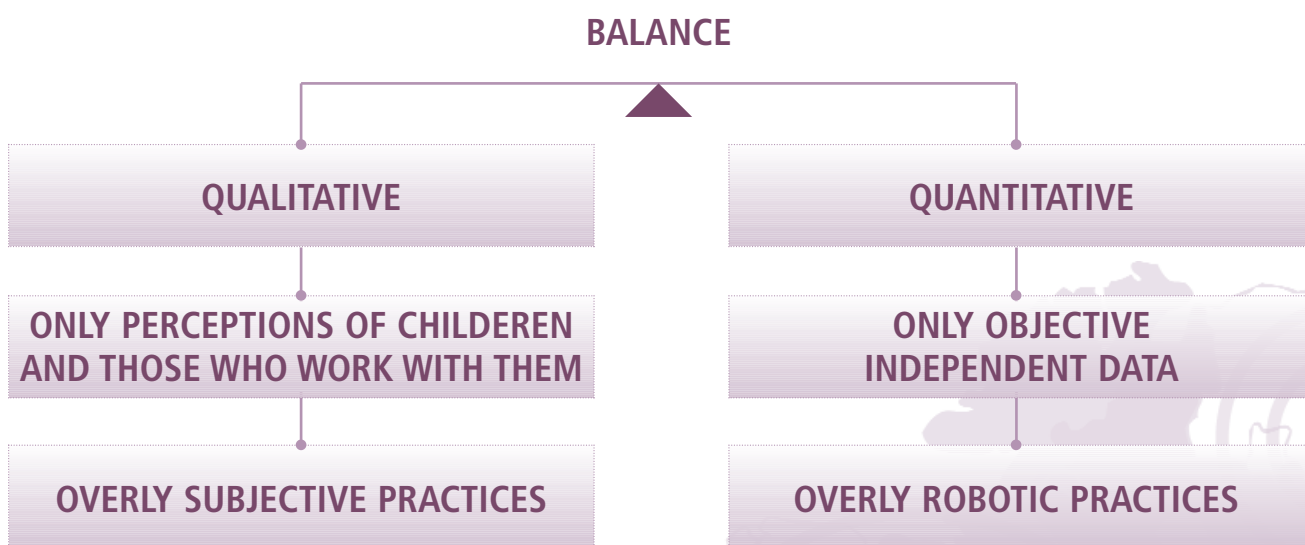 BALANCE
QUALITATIVE
ONLY PERCEPTIONS OF CHILDEREN
AND THOSE WHO WORK WITH THEM
OVERLY SUBJECTIVE PRACTICES
QUANTITATIVE
ONLY OBJECTIVE
INDEPENDENT DATA
OVERLY ROBOTIC PRACTICES